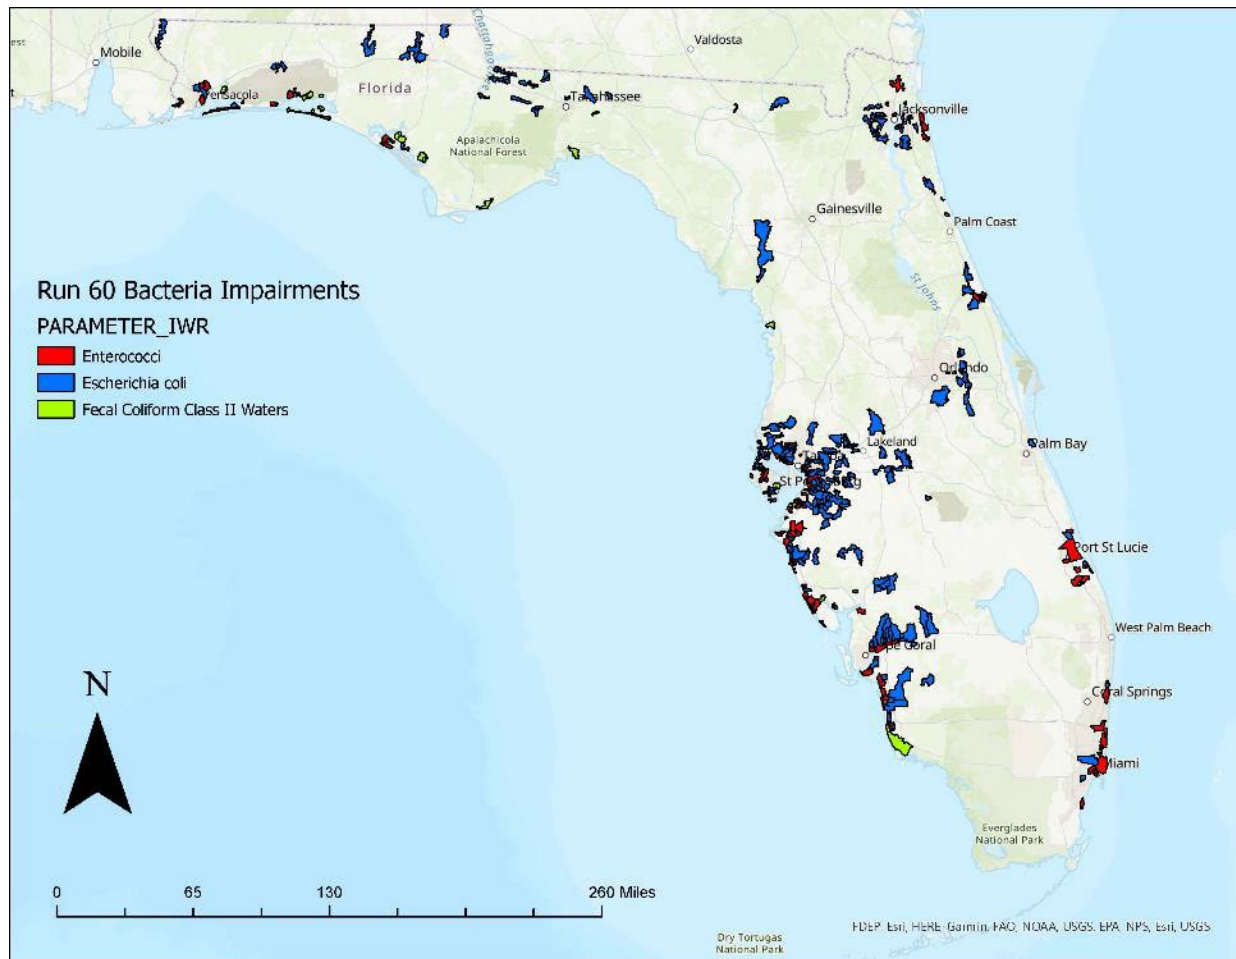 Chattahoochee
Valdosta
Mobile
Florida
Pensacola
Tallahassee
Jacksonville
Apalachicola
National Forest
Gainesville
Palm Coast
St Johns
Run 60 Bacteria Impairments
PARAMETER_IWR
Enterococci
Escherichia coli
Fecal Coliform Class II Waters
Orlando
Lakeland
Palm Bay
Tampa
St Petersburg
Port St Lucie
West Palm Beach
Cape Coral
N
Coral Springs
Miami
Everglades
National Park
0 65 130 260 Miles
FDEP, Esri, HERE, Garmin, FAO, NOAA, USGS, EPA, NPS, Esri, USGS
Dry Tortugas
National Park